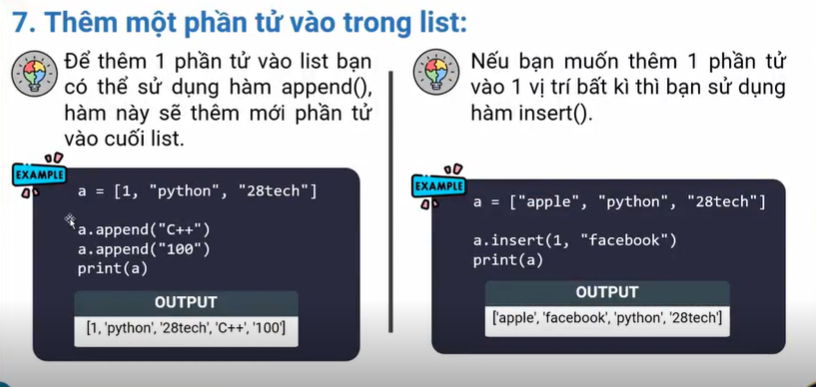 7. Thêm một phần tử vào trong list:
Để thêm 1 phần tử vào list bạn
có thể sử dụng hàm append(),
hàm này sẽ thêm mới phần tử
vào cuối list.
EXAMPLE
a = [1, "python", "28tech"]
a.append("C++")
a.append("100")
print(a)
OUTPUT
[1, 'python', '28tech', 'C++', '100']
Nếu bạn muốn thêm 1 phần tử
vào 1 vị trí bất kì thì bạn sử dụng
hàm insert().
EXAMPLE
a = ["apple", "python", "28tech"]
a.insert(1, "facebook")
print(a)
OUTPUT
['apple', 'facebook', 'python', '28tech']